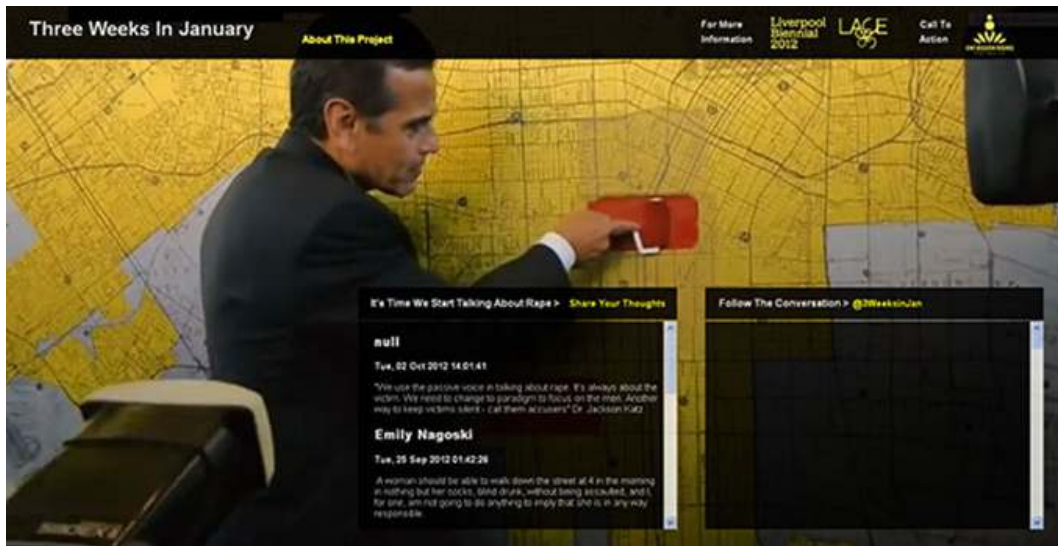 Three Weeks In January
About This Project
For More
Information
Liverpool
Biennial
2012
LACE
Call To
Action
ONE BILLION RISING
It's Time We Start Talking About Rape > Share Your Thoughts
null
Tue, 02 Oct 2012 14:01:41
"We use the passive voice in talking about rape. It's always about the
victim. We need to change to paradigm to focus on the men. Another
way to keep victims silent - call them accusers" Dr. Jackson Katz
Emily Nagoski
Tue, 25 Sep 2012 01:42:26
A woman should be able to walk down the street at 4 in the morning
in nothing but her socks, blind drunk, without being assaulted, and I,
for one, am not going to do anything to imply that she is in any way
responsible.
Follow The Conversation > @3WeeksInJan